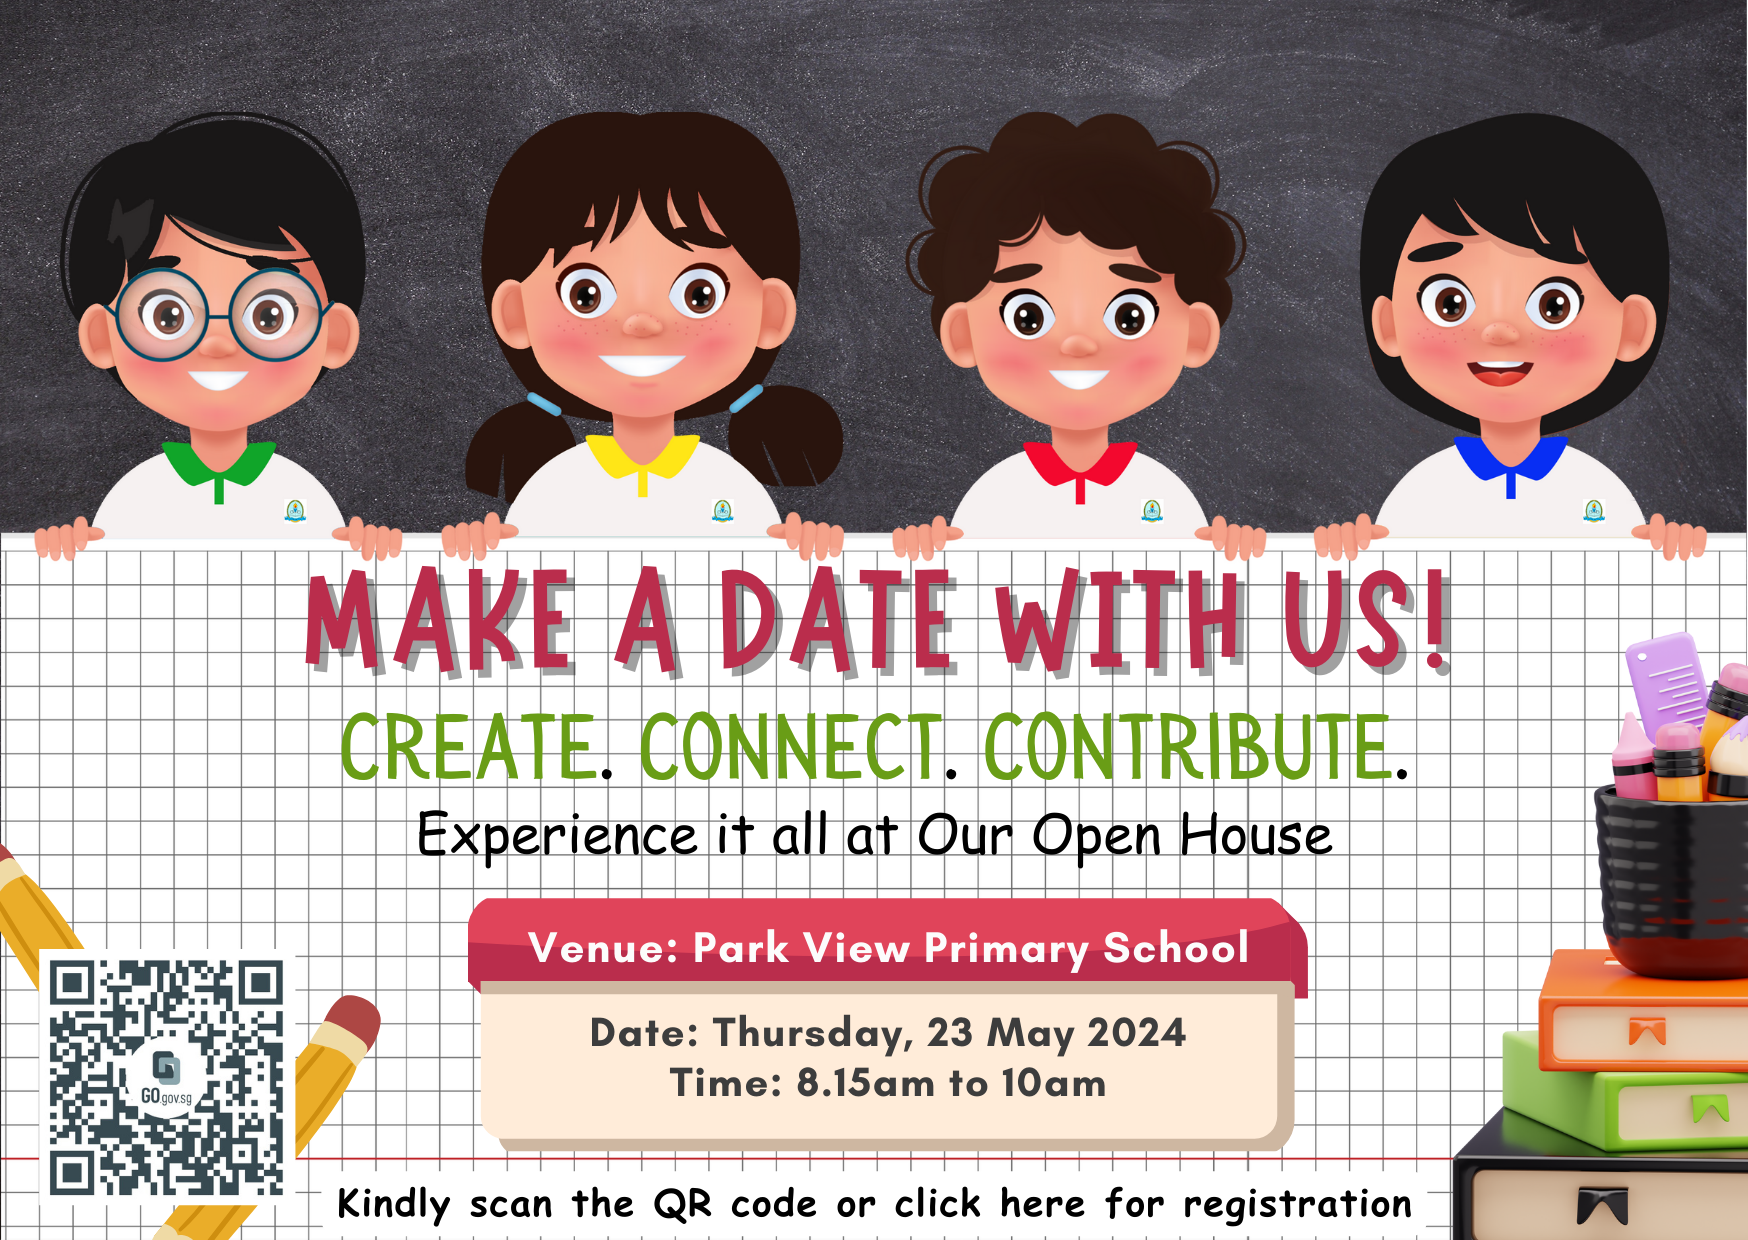 MAKE A DATE WITH US!
CREATE. CONNECT. CONTRIBUTE.
Experience it all at Our Open House
Venue: Park View Primary School
Date: Thursday, 23 May 2024
Time: 8.15am to 10am
GO.gov.sg
Kindly scan the QR code or click here for registration